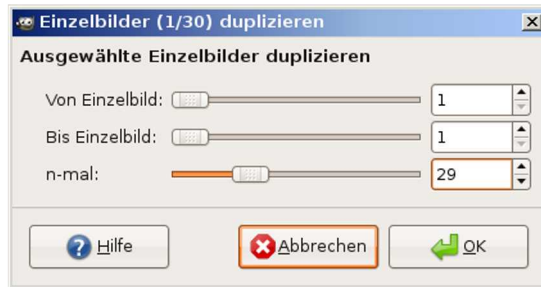 Einzelbilder (1/30) duplizieren
Ausgewählte Einzelbilder duplizieren
Von Einzelbild: 1
Bis Einzelbild: 1
n-mal: 29
Hilfe Abbrechen OK